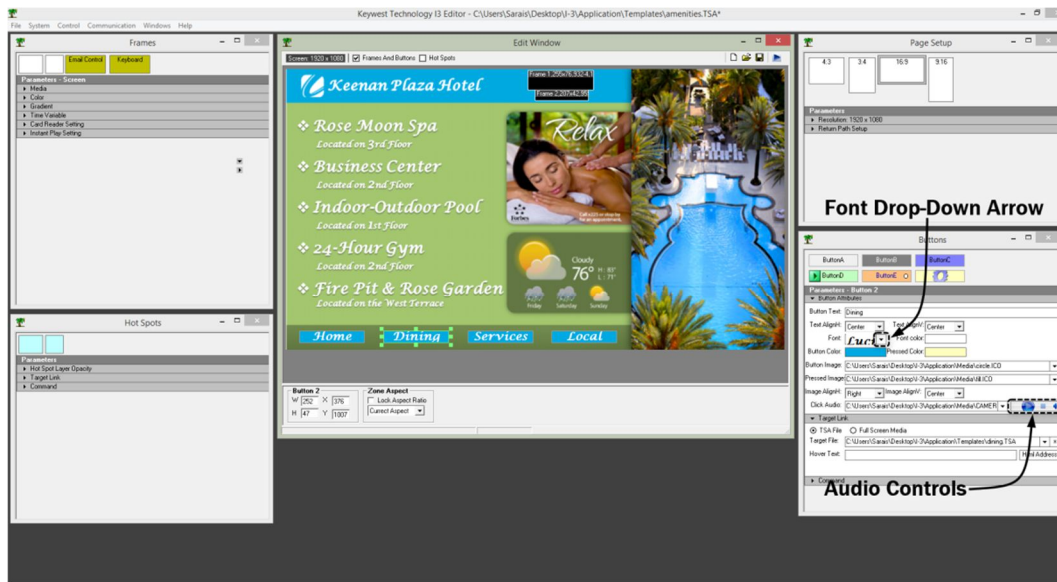 Keywest Technology I3 Editor - C:\Users\Sarais\Desktop\I-3\Application\Templates\amenities.TSA*
File System Control Communication Windows Help
Frames
Email Control Keyboard
Parameters - Screen
Media
Color
Gradient
Time Variable
Card Reader Setting
Instant Play Setting
Hot Spots
Parameters
Hot Spot Layer Opacity
Target Link
Command
Edit Window
Screen: 1920 x 1080 Frames And Buttons Hot Spots
Keenan Plaza Hotel
Rose Moon Spa
Located on 3rd Floor
Business Center
Located on 2nd Floor
Indoor-Outdoor Pool
Located on 1st Floor
24-Hour Gym
Located on 2nd Floor
Fire Pit & Rose Garden
Located on the West Terrace
Relax
Forbes
for an appointment.
Cloudy
76°
Friday Saturday Sunday
Home Dining Services Local
Button 2
W 252 X 376
H 47 Y 1007
Zone Aspect
Lock Aspect Ratio
Current Aspect
Page Setup
4:3 3:4 16:9 9:16
Parameters
Resolution: 1920 x 1080
Return Path Setup
Font Drop-Down Arrow
Buttons
ButtonA ButtonB ButtonC
ButtonD ButtonE
Parameters - Button 2
Button Attributes
Button Text: Dining
Text AlignH: Center Text AlignV: Center
Font: Luci Font color:
Button Color: Pressed Color:
Button Image: C:\Users\Sarais\Desktop\I-3\Application\Media\circle.ICO
Pressed Image: C:\Users\Sarais\Desktop\I-3\Application\Media\fill.ICO
Image AlignH: Right Image AlignV: Center
Click Audio: C:\Users\Sarais\Desktop\I-3\Application\Media\CAMER
Target Link
TSA File Full Screen Media
Target File: C:\Users\Sarais\Desktop\I-3\Application\Templates\dining.TSA
Hover Text: Html Address
Command
Audio Controls